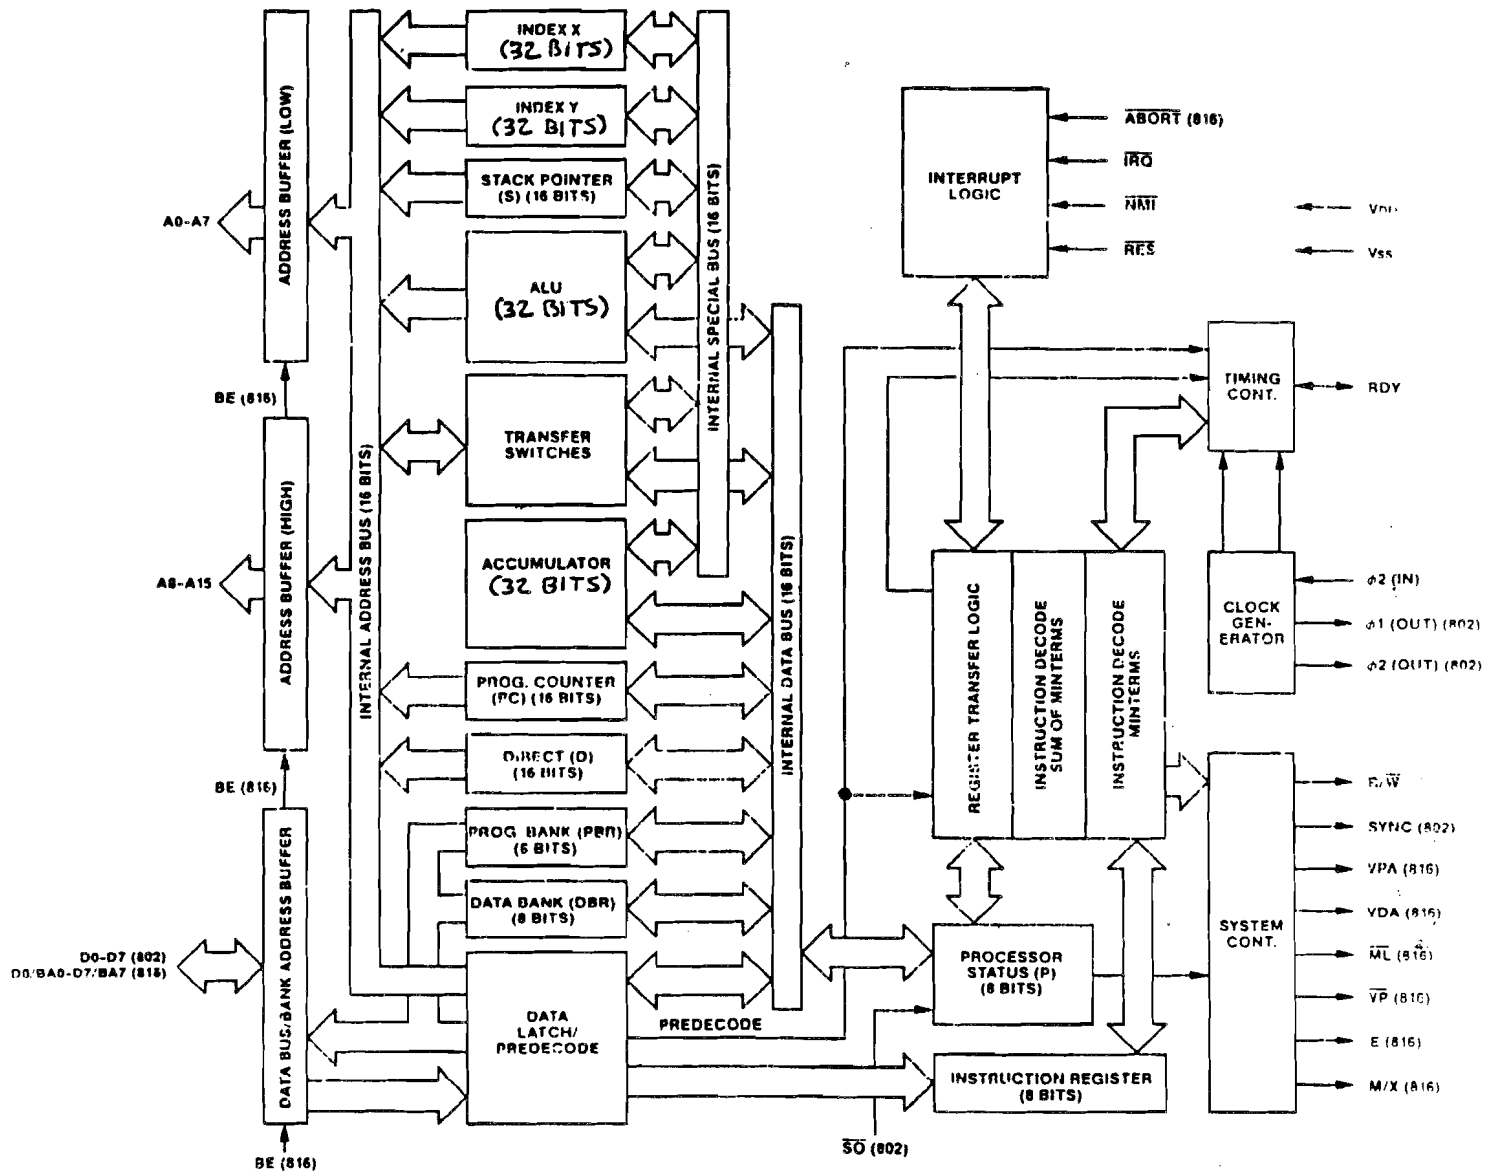 INDEX X
(32 BITS)
INDEX Y
(32 BITS)
STACK POINTER
(S) (16 BITS)
ALU
(32 BITS)
TRANSFER
SWITCHES
ACCUMULATOR
(32 BITS)
PROG. COUNTER
(PC) (16 BITS)
DIRECT (D)
(16 BITS)
PROG. BANK (PBR)
DATA BANK (DBR)
(8 BITS)
DATA
LATCH/
PREDECODE
PREDECODE
ADDRESS BUFFER (LOW)
ADDRESS BUFFER (HIGH)
DATA BUS/BANK ADDRESS BUFFER
INTERNAL ADDRESS BUS (16 BITS)
INTERNAL SPECIAL BUS (16 BITS)
INTERNAL DATA BUS (16 BITS)
A0-A7
BE (816)
A8-A15
BE (816)
D0-D7 (802)
D0/BA0-D7/BA7 (816)
BE (816)
INTERRUPT
LOGIC
ABORT (816)
IRQ
NMI
RES
Vss
TIMING
CONT.
RDY
REGISTER TRANSFER LOGIC
INSTRUCTION DECODE
SUM OF MINTERMS
INSTRUCTION DECODE
MINTERMS
CLOCK
GEN-
ERATOR
ϕ2 (IN)
ϕ1 (OUT) (802)
ϕ2 (OUT) (802)
SYSTEM
CONT.
R/W
SYNC (802)
VPA (816)
VDA (816)
ML (816)
VP (816)
E (816)
M/X (816)
PROCESSOR
STATUS (P)
(8 BITS)
INSTRUCTION REGISTER
(8 BITS)
SO (802)